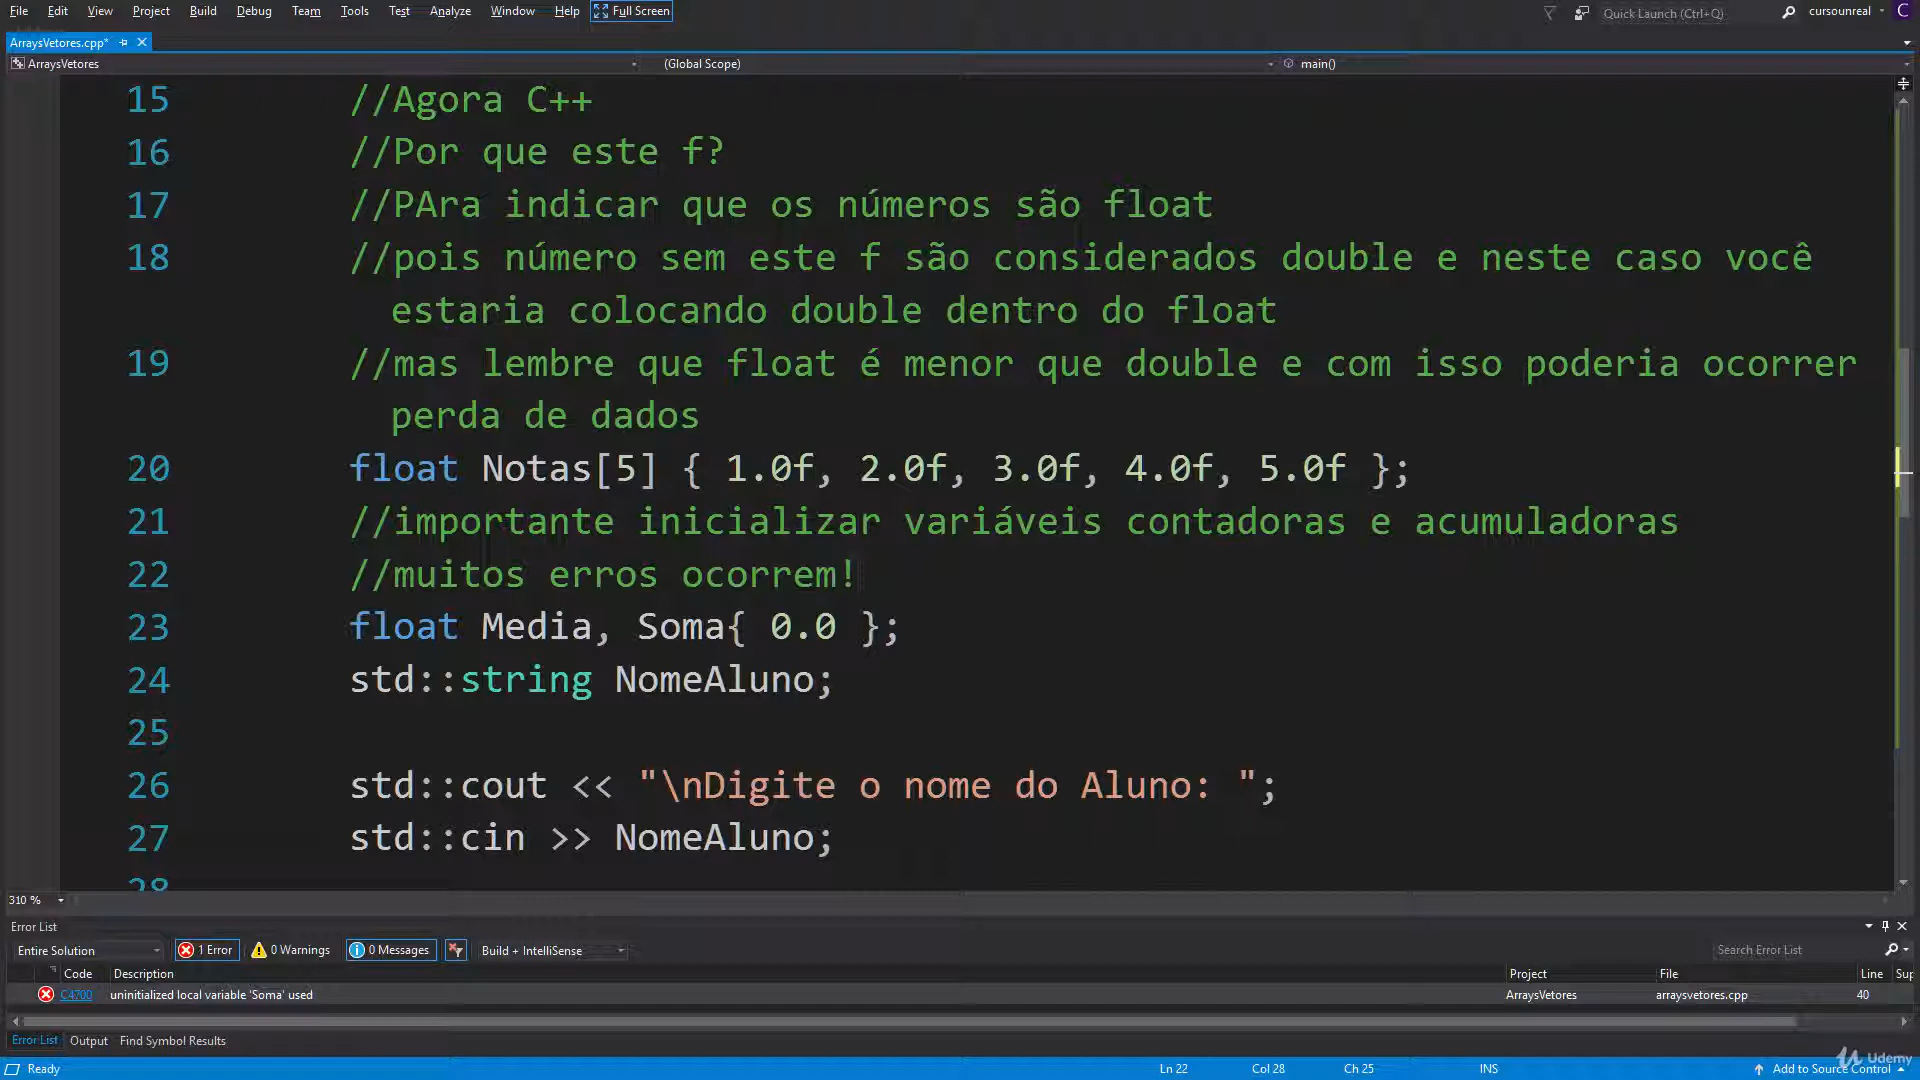 File Edit View Project Build Debug Team Tools Test Analyze Window Help Full Screen Quick Launch (Ctrl+Q) cursounreal C
ArraysVetores.cpp*
ArraysVetores (Global Scope) main()
15 //Agora C++
16 //Por que este f?
17 //PAra indicar que os números são float
18 //pois número sem este f são considerados double e neste caso você
estaria colocando double dentro do float
19 //mas lembre que float é menor que double e com isso poderia ocorrer
perda de dados
20 float Notas[5] { 1.0f, 2.0f, 3.0f, 4.0f, 5.0f };
21 //importante inicializar variáveis contadoras e acumuladoras
22 //muitos erros ocorrem!
23 float Media, Soma{ 0.0 };
24 std::string NomeAluno;
25
26 std::cout << "\nDigite o nome do Aluno: ";
27 std::cin >> NomeAluno;
28
310 %
Error List
Entire Solution 1 Error 0 Warnings 0 Messages Build + IntelliSense Search Error List
Code Description Project File Line Sup
C4700 uninitialized local variable 'Soma' used ArraysVetores arraysvetores.cpp 40
Error List Output Find Symbol Results
Ready Ln 22 Col 28 Ch 25 INS Add to Source Control
Udemy